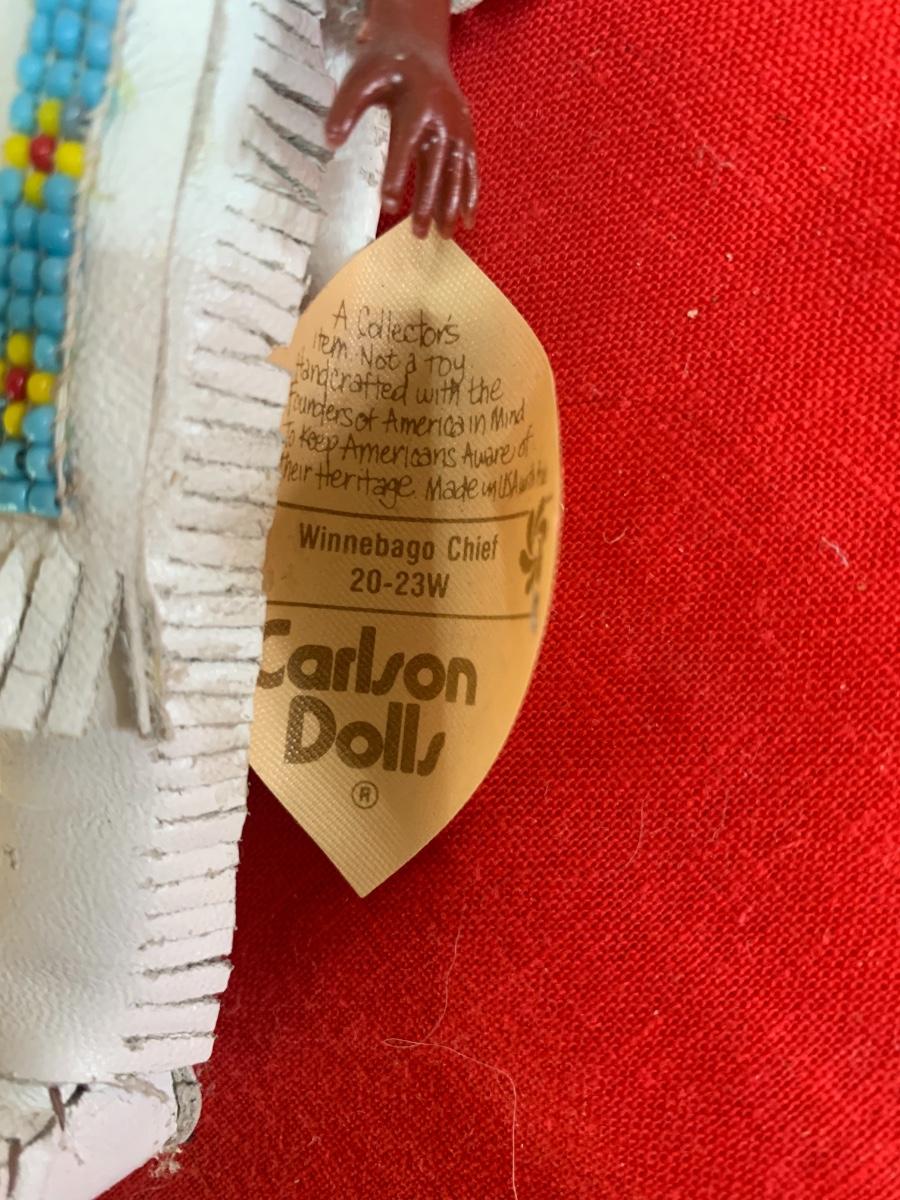 A Collector's
item. Not a Toy
Handcrafted with the
Founders of America in Mind
To Keep Americans Aware of
their Heritage. Made in USA with
Winnebago Chief
20-23W
Carlson
Dolls
®